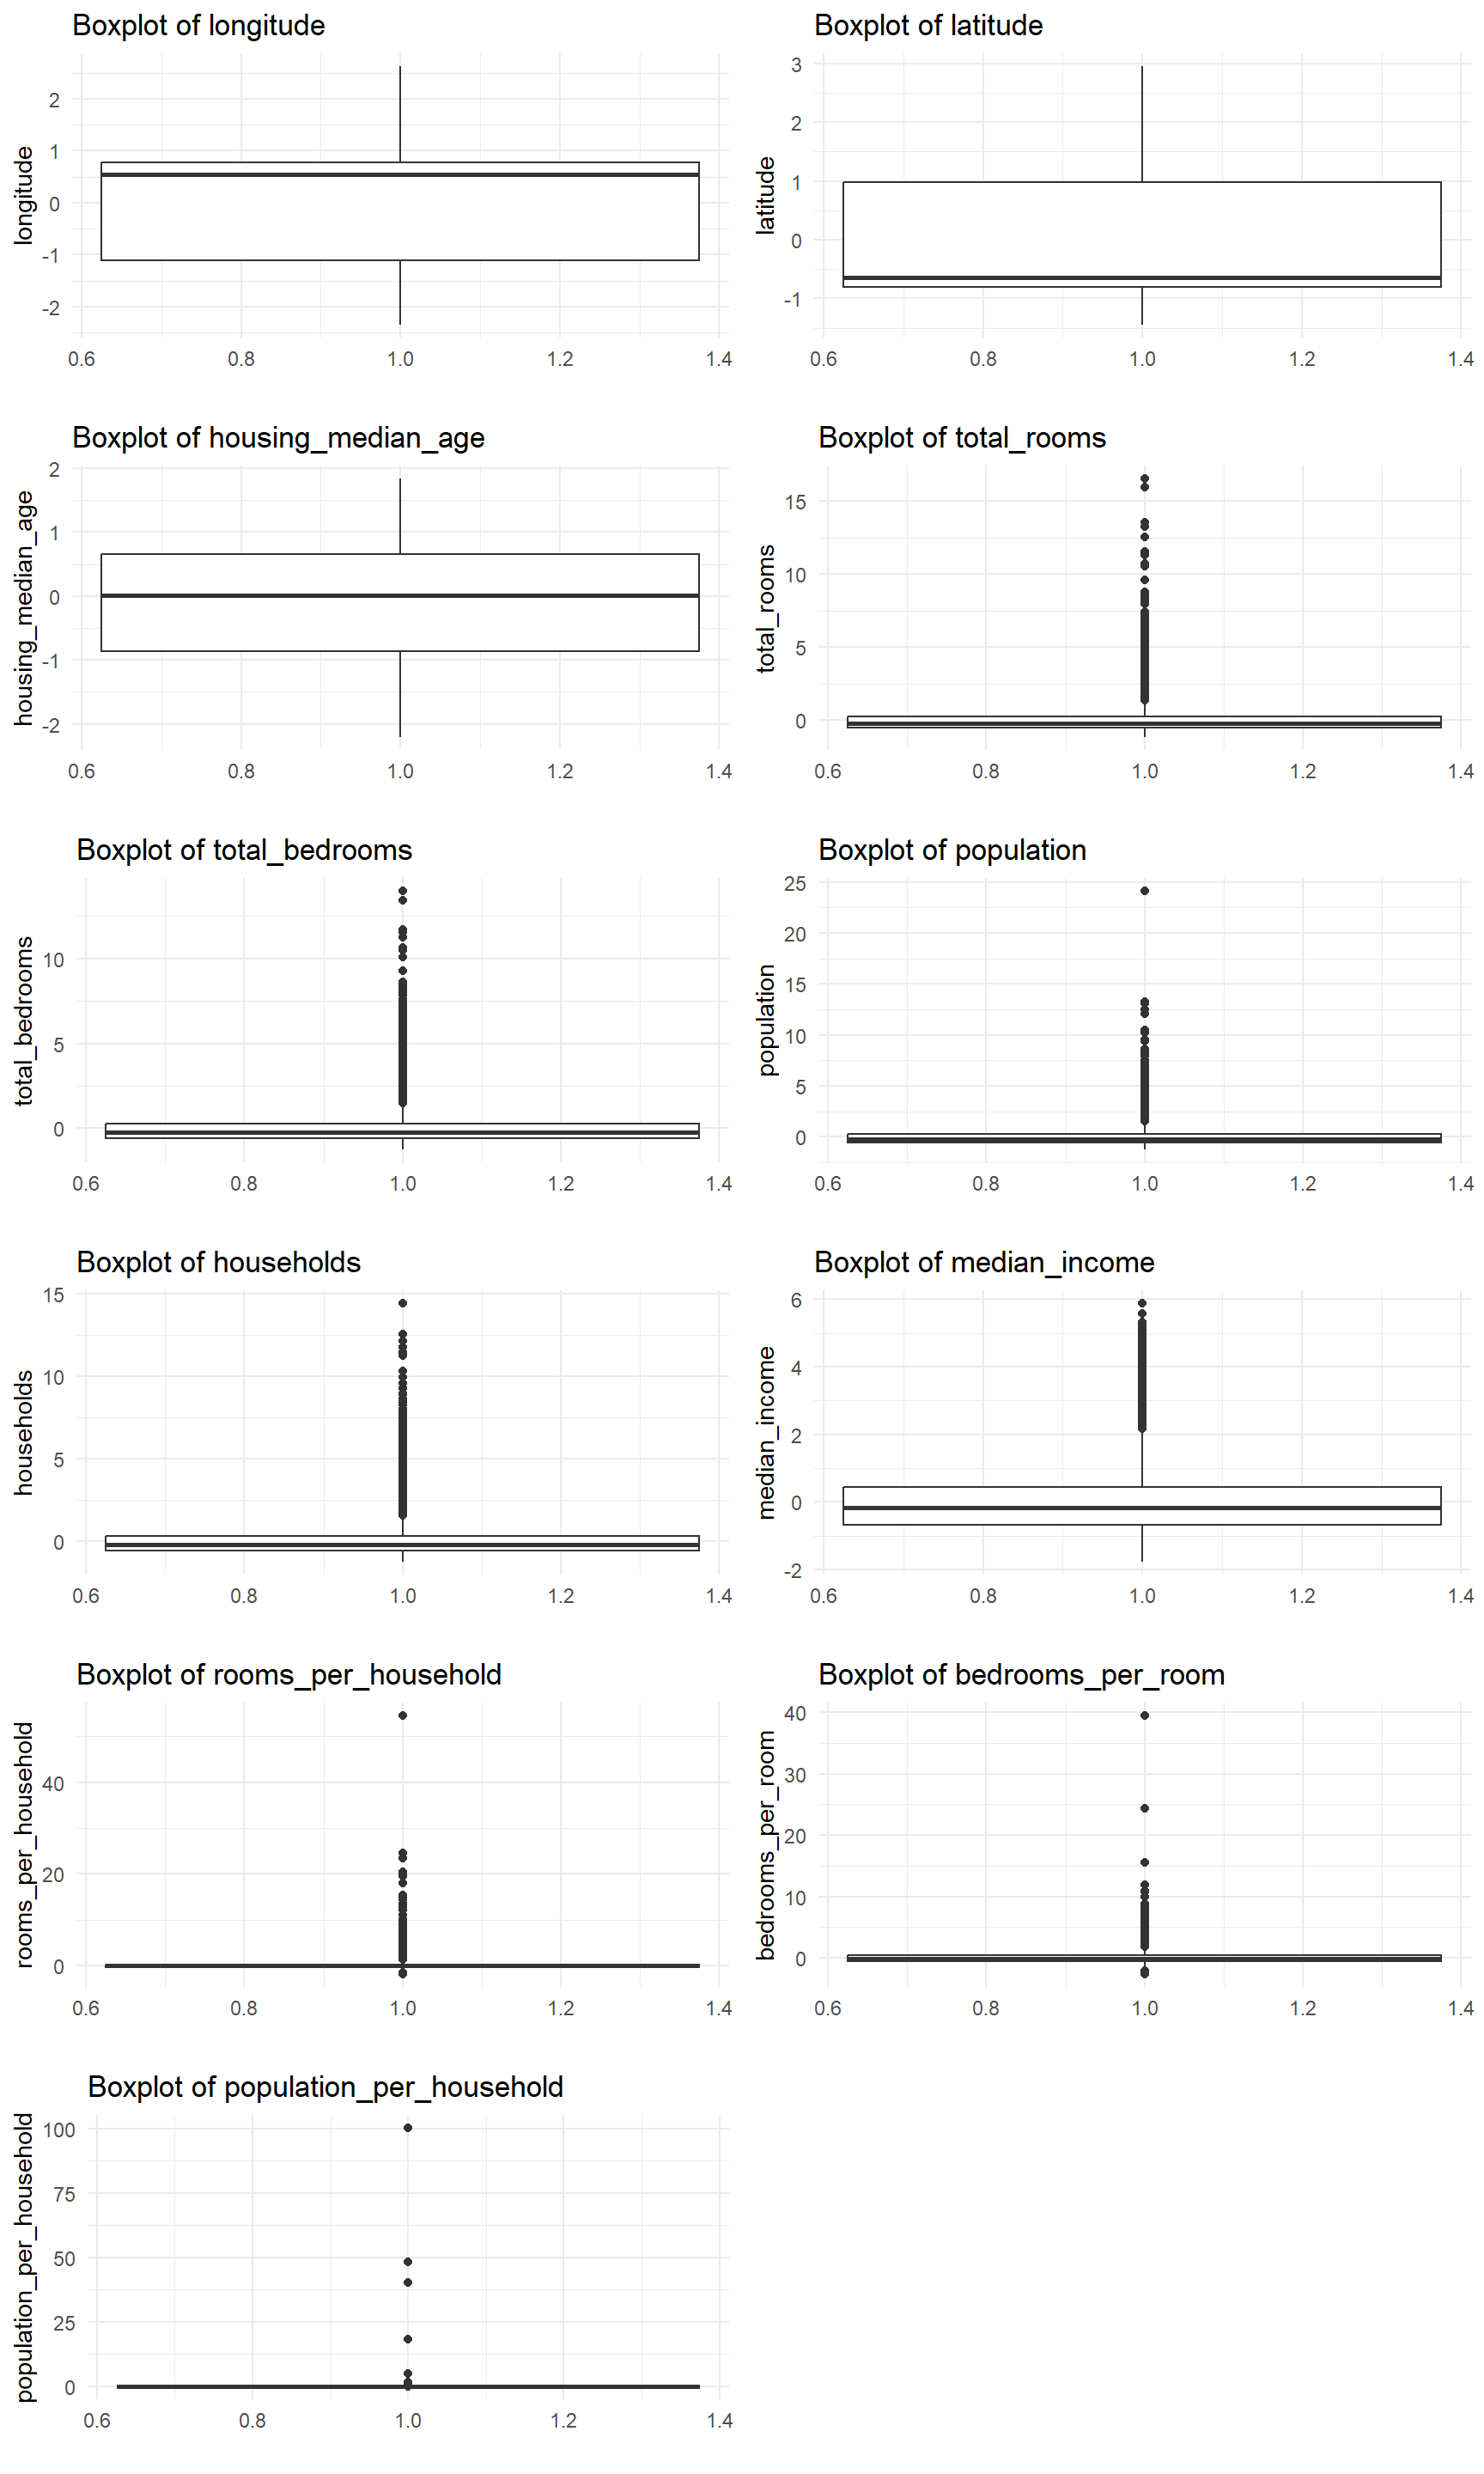 Boxplot of longitude
longitude
2
1
0
-1
-2
0.6 0.8 1.0 1.2 1.4
Boxplot of latitude
latitude
3
2
1
0
-1
0.6 0.8 1.0 1.2 1.4
Boxplot of housing_median_age
housing_median_age
2
1
0
-1
-2
0.6 0.8 1.0 1.2 1.4
Boxplot of total_rooms
total_rooms
15
10
5
0
0.6 0.8 1.0 1.2 1.4
Boxplot of total_bedrooms
total_bedrooms
10
5
0
0.6 0.8 1.0 1.2 1.4
Boxplot of population
population
25
20
15
10
5
0
0.6 0.8 1.0 1.2 1.4
Boxplot of households
households
15
10
5
0
0.6 0.8 1.0 1.2 1.4
Boxplot of median_income
median_income
6
4
2
0
-2
0.6 0.8 1.0 1.2 1.4
Boxplot of rooms_per_household
rooms_per_household
40
20
0
0.6 0.8 1.0 1.2 1.4
Boxplot of bedrooms_per_room
bedrooms_per_room
40
30
20
10
0
0.6 0.8 1.0 1.2 1.4
Boxplot of population_per_household
population_per_household
100
75
50
25
0
0.6 0.8 1.0 1.2 1.4